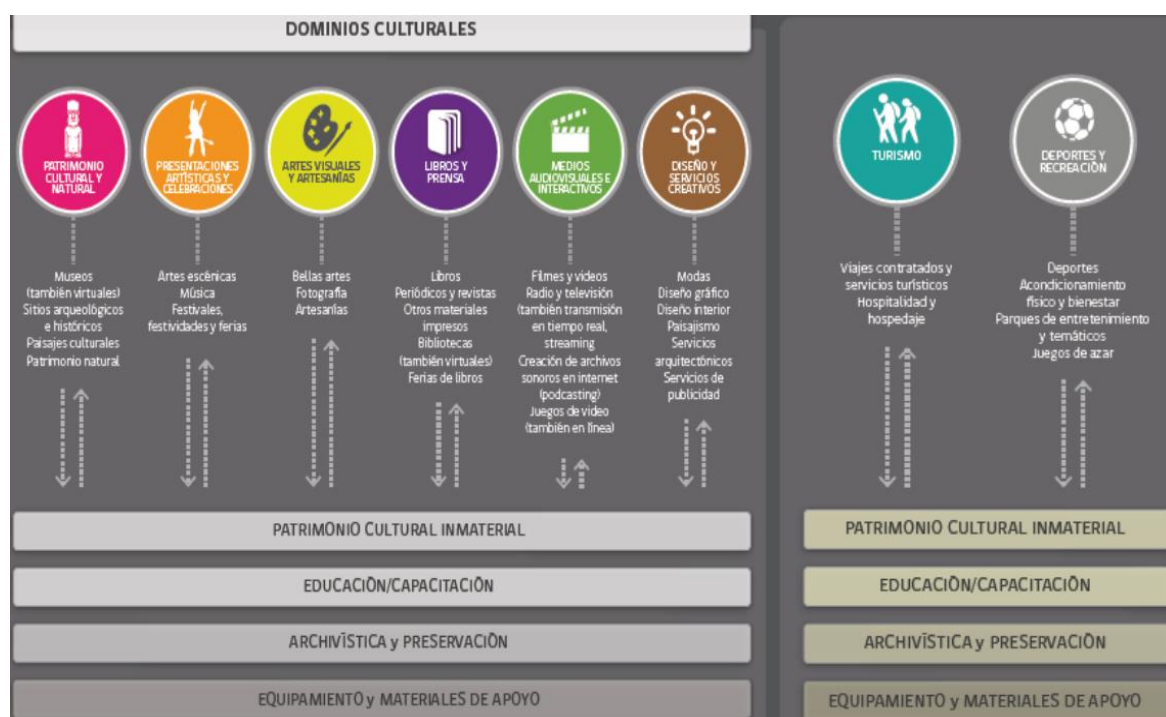 DOMINIOS CULTURALES
PATRIMONIO
CULTURAL Y
NATURAL
Museos
(también virtuales)
Sitios arqueológicos
e históricos
Paisajes culturales
Patrimonio natural
PRESENTACIONES
ARTÍSTICAS Y
CELEBRACIONES
Artes escénicas
Música
Festivales,
festividades y ferias
ARTES VISUALES
Y ARTESANÍAS
Bellas artes
Fotografía
Artesanías
LIBROS Y
PRENSA
Libros
Periódicos y revistas
Otros materiales
impresos
Bibliotecas
(también virtuales)
Ferias de libros
MEDIOS
AUDIOVISUALES E
INTERACTIVOS
Filmes y videos
Radio y televisión
(también transmisión
en tiempo real,
streaming
Creación de archivos
sonoros en internet
(podcasting)
Juegos de video
(también en línea)
DISEÑO Y
SERVICIOS
CREATIVOS
Modas
Diseño gráfico
Diseño interior
Paisajismo
Servicios
arquitectónicos
Servicios de
publicidad
TURISMO
Viajes contratados y
servicios turísticos
Hospitalidad y
hospedaje
DEPORTES Y
RECREACIÓN
Deportes
Acondicionamiento
físico y bienestar
Parques de entretenimiento
y temáticos
Juegos de azar
PATRIMONIO CULTURAL INMATERIAL
EDUCACIÓN/CAPACITACIÓN
ARCHIVÍSTICA y PRESERVACIÓN
EQUIPAMIENTO y MATERIALES DE APOYO
PATRIMONIO CULTURAL INMATERIAL
EDUCACIÓN/CAPACITACIÓN
ARCHIVÍSTICA y PRESERVACIÓN
EQUIPAMIENTO y MATERIALES DE APOYO